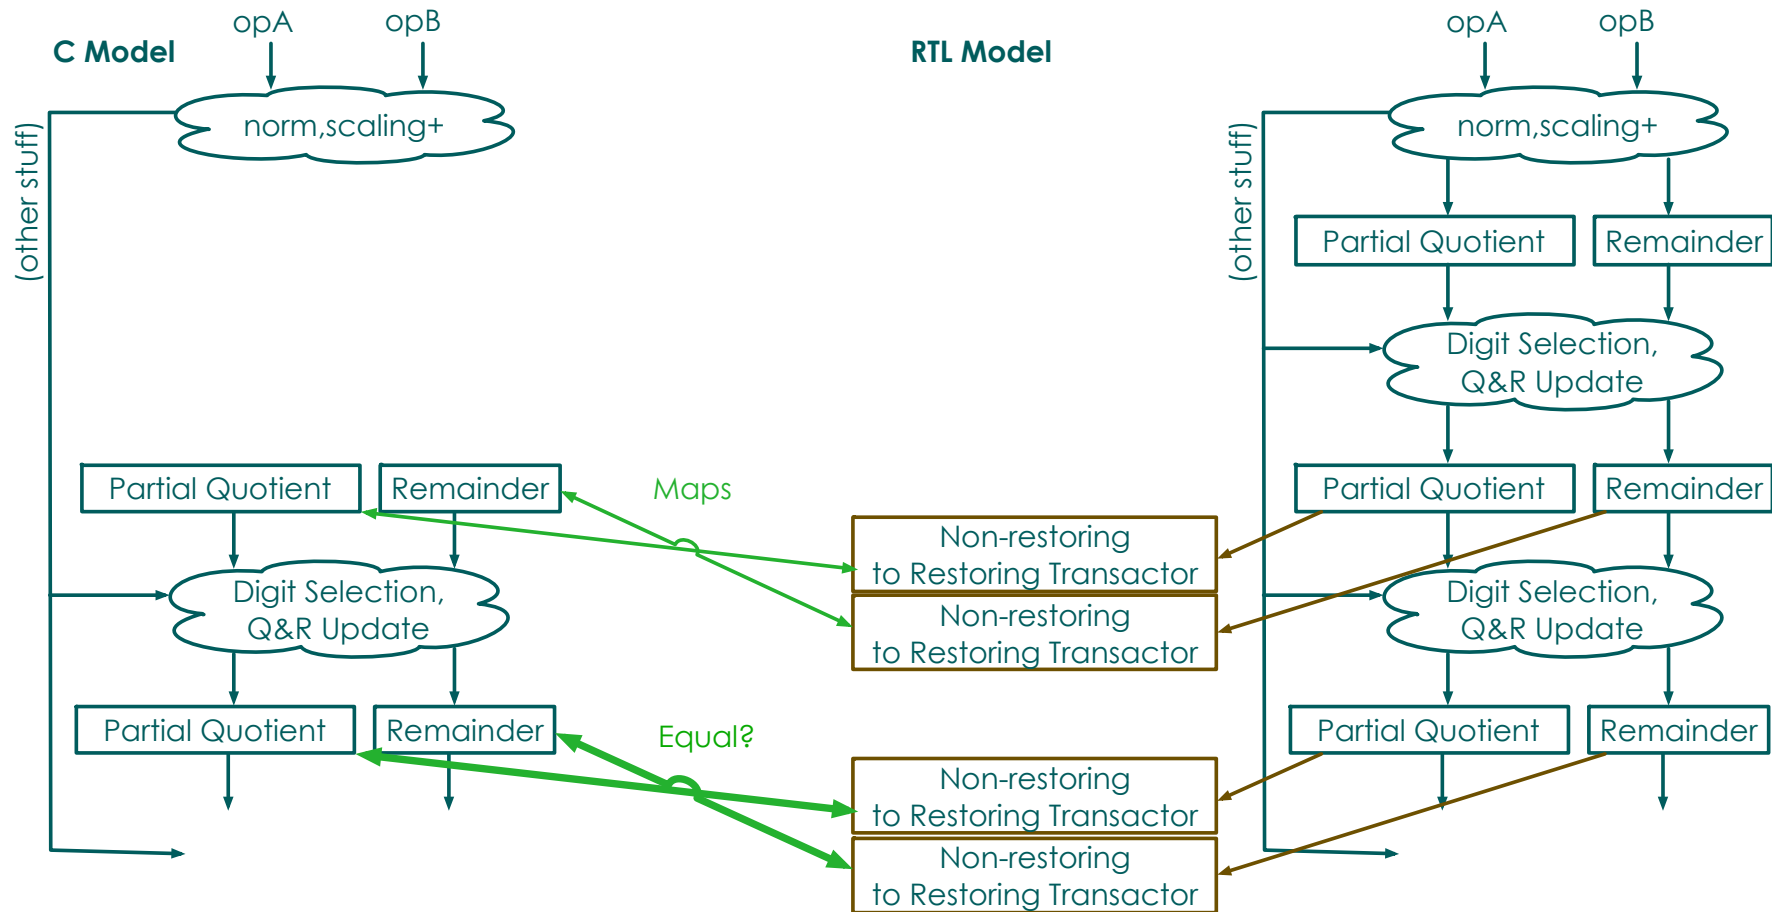 C Model
opA
opB
norm,scaling+
(other stuff)
Partial Quotient
Remainder
Digit Selection,
Q&R Update
Partial Quotient
Remainder
Maps
Equal?
RTL Model
Non-restoring
to Restoring Transactor
Non-restoring
to Restoring Transactor
Non-restoring
to Restoring Transactor
Non-restoring
to Restoring Transactor
opA
opB
norm,scaling+
(other stuff)
Partial Quotient
Remainder
Digit Selection,
Q&R Update
Partial Quotient
Remainder
Digit Selection,
Q&R Update
Partial Quotient
Remainder